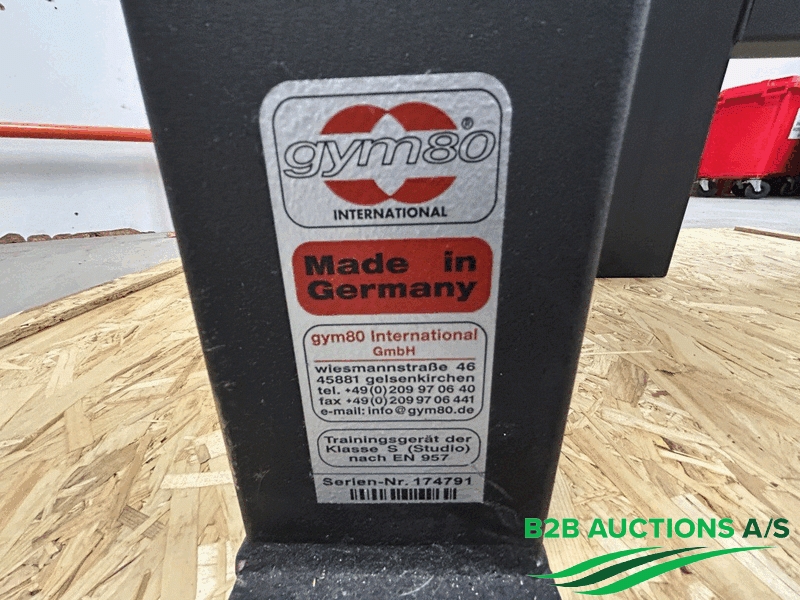 gym80®
INTERNATIONAL
Made in
Germany
gym80 International
GmbH
wiesmannstraße 46
45881 gelsenkirchen
tel. +49(0)209 97 06 40
fax +49(0)209 97 06 441
e-mail: info@gym80.de
Trainingsgerät der
Klasse S (Studio)
nach EN 957
Serien-Nr. 174791
B2B AUCTIONS A/S